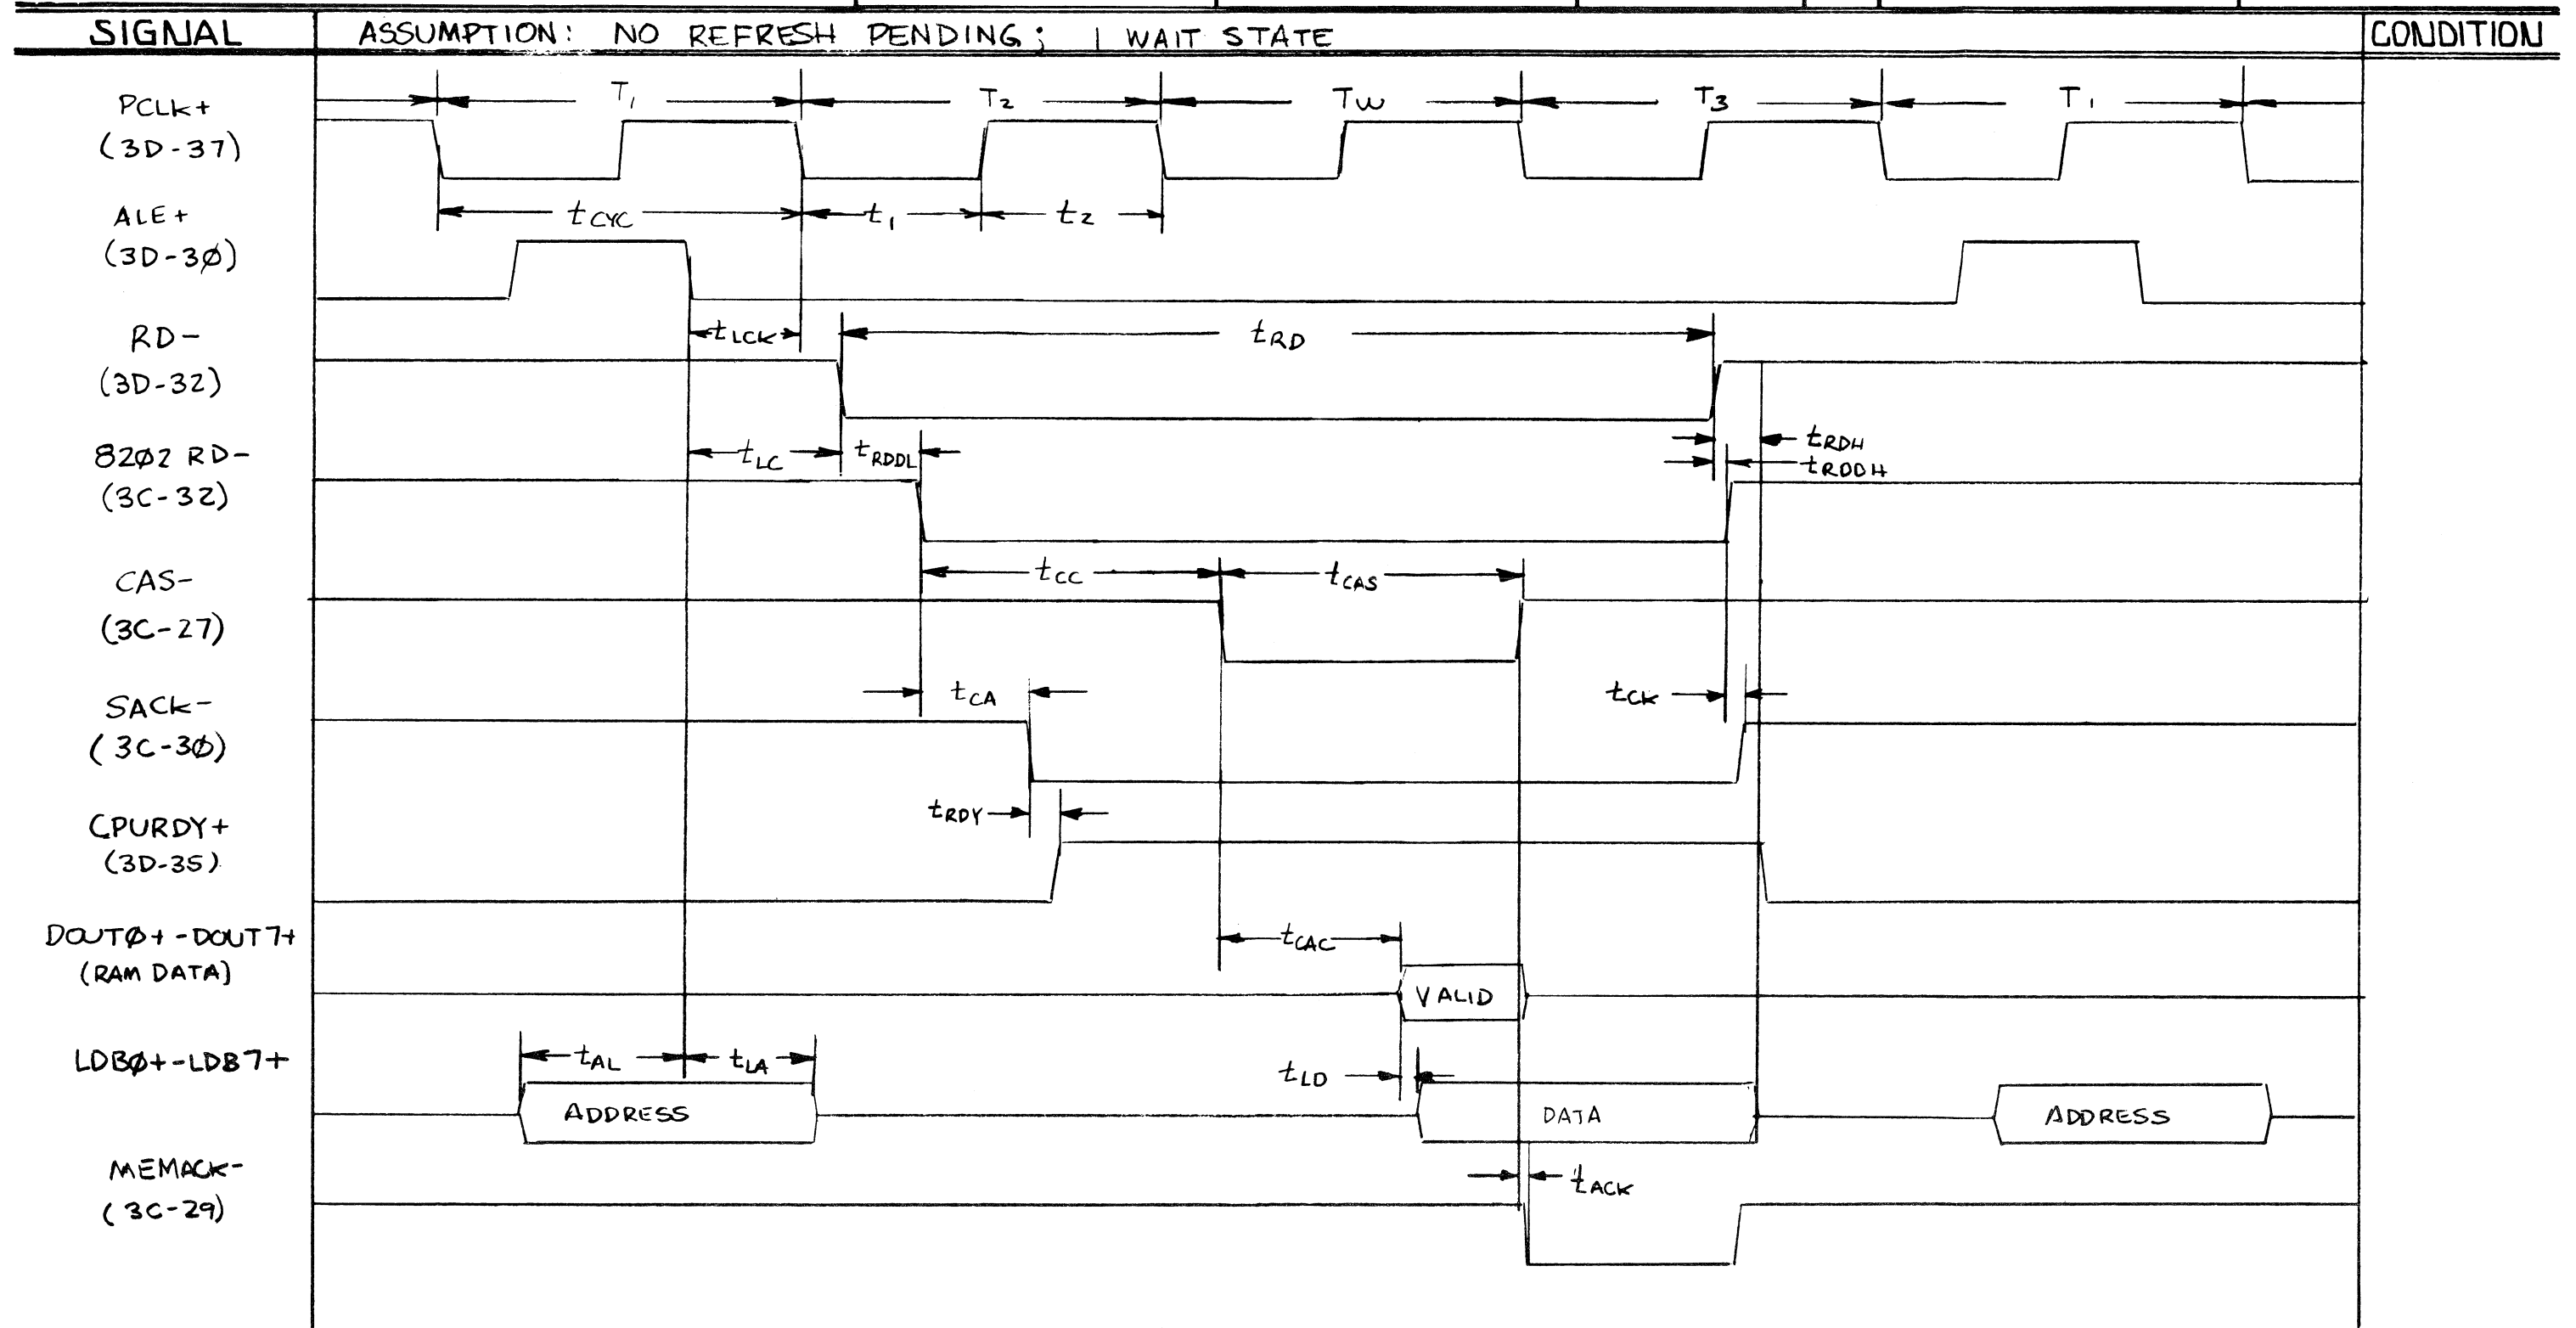 SIGNAL ASSUMPTION: NO REFRESH PENDING; 1 WAIT STATE CONDITION
T1 T2 TW T3 T1
PCLK+
(3D-37)
tCYC t1 t2
ALE+
(3D-3Ø)
tLCK tRD
RD-
(3D-32)
tLC tRDDL tRDH
tRDDH
82Ø2 RD-
(3C-32)
tCC tCAS
CAS-
(3C-27)
tCA tCK
SACK-
(3C-3Ø)
tRDY
CPURDY+
(3D-35)
tCAC
DOUTØ+-DOUT7+
(RAM DATA)
VALID
tAL tLA tLD
LDBØ+-LDB7+
ADDRESS DATA ADDRESS
MEMACK-
(3C-29)
tACK